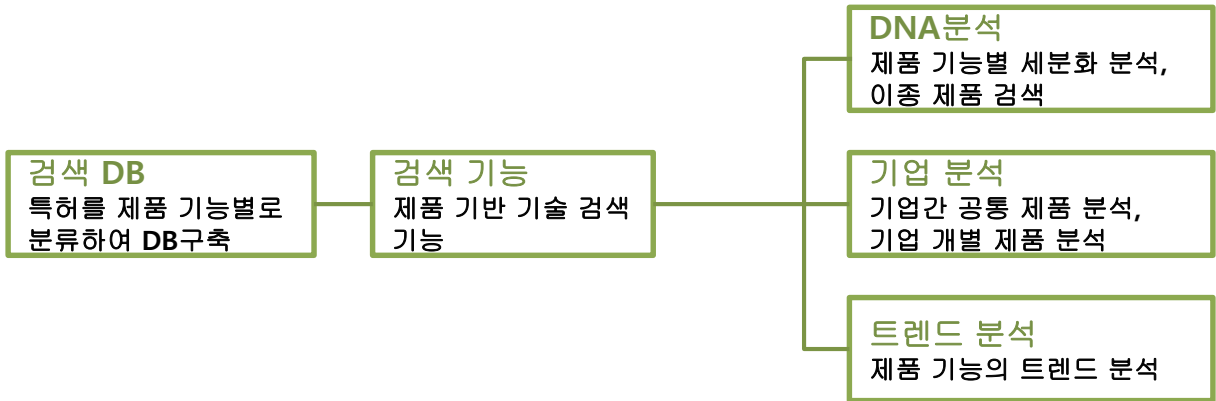 검색 DB
특허를 제품 기능별로
분류하여 DB구축
검색 기능
제품 기반 기술 검색
기능
DNA분석
제품 기능별 세분화 분석,
이종 제품 검색
기업 분석
기업간 공통 제품 분석,
기업 개별 제품 분석
트렌드 분석
제품 기능의 트렌드 분석